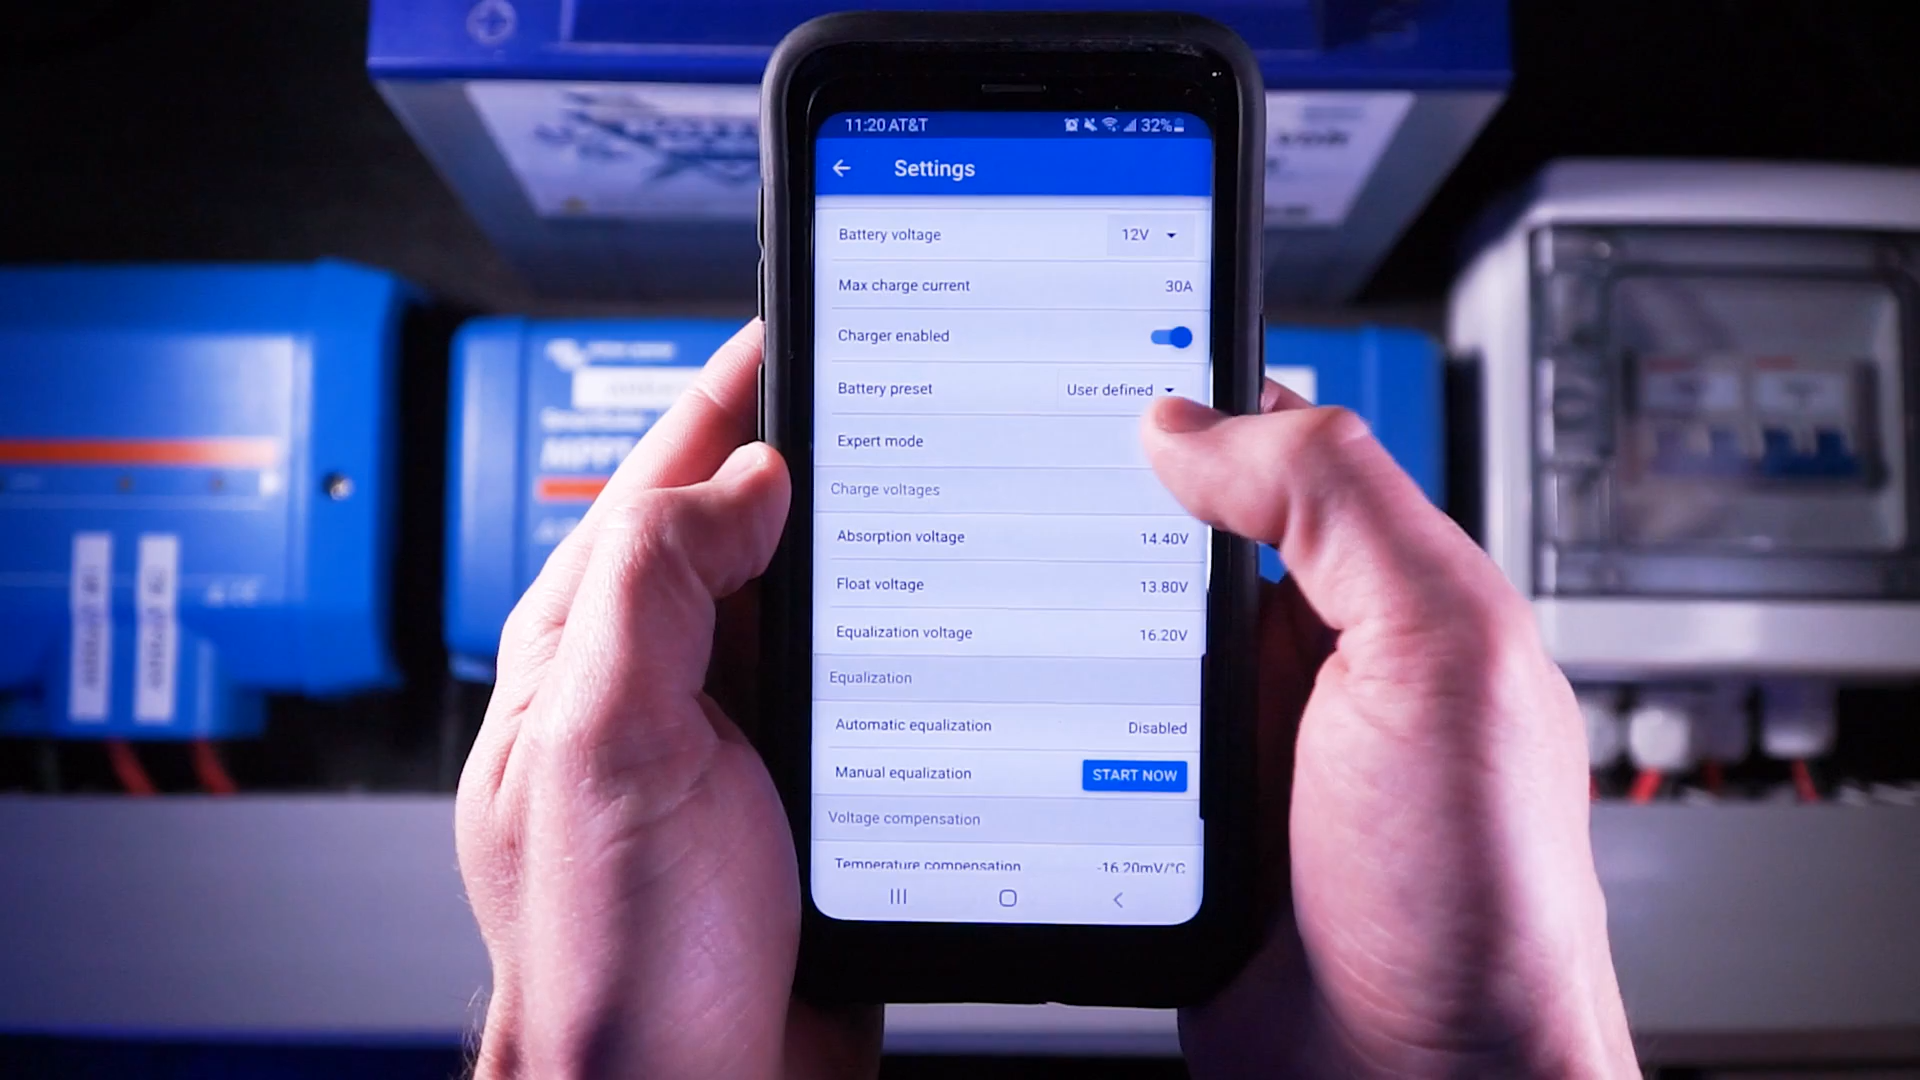 11:20 AT&T 32%
Settings
Battery voltage 12V
Max charge current 30A
Charger enabled
Battery preset User defined
Expert mode
Charge voltages
Absorption voltage 14.40V
Float voltage 13.80V
Equalization voltage 16.20V
Equalization
Automatic equalization Disabled
Manual equalization START NOW
Voltage compensation
Temperature compensation -16.20mV/°C
MPPT